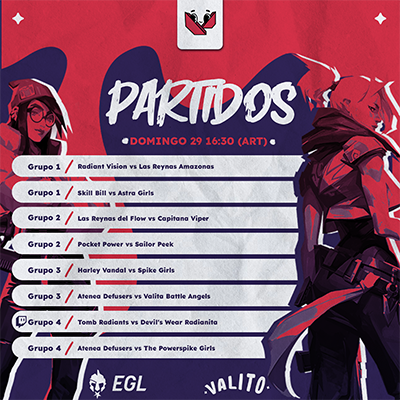 PARTIDOS
DOMINGO 29 16:30 (ART)
Grupo 1 / Radiant Vision vs Las Reynas Amazonas
Grupo 1 / Skill Bill vs Astra Girls
Grupo 2 / Las Reynas del Flow vs Capitana Viper
Grupo 2 / Pocket Power vs Sailor Peek
Grupo 3 / Harley Vandal vs Spike Girls
Grupo 3 / Atenea Defusers vs Valita Battle Angels
Grupo 4 / Tomb Radiants vs Devil's Wear Radianita
Grupo 4 / Atenea Defusers vs The Powerspike Girls
EGL
VALITO